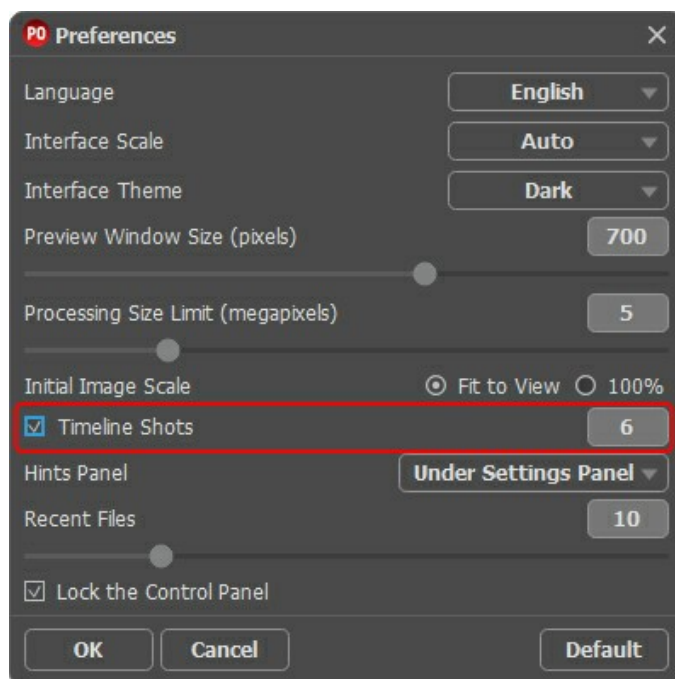 PO Preferences
Language English
Interface Scale Auto
Interface Theme Dark
Preview Window Size (pixels) 700
Processing Size Limit (megapixels) 5
Initial Image Scale Fit to View 100%
Timeline Shots 6
Hints Panel Under Settings Panel
Recent Files 10
Lock the Control Panel
OK Cancel Default